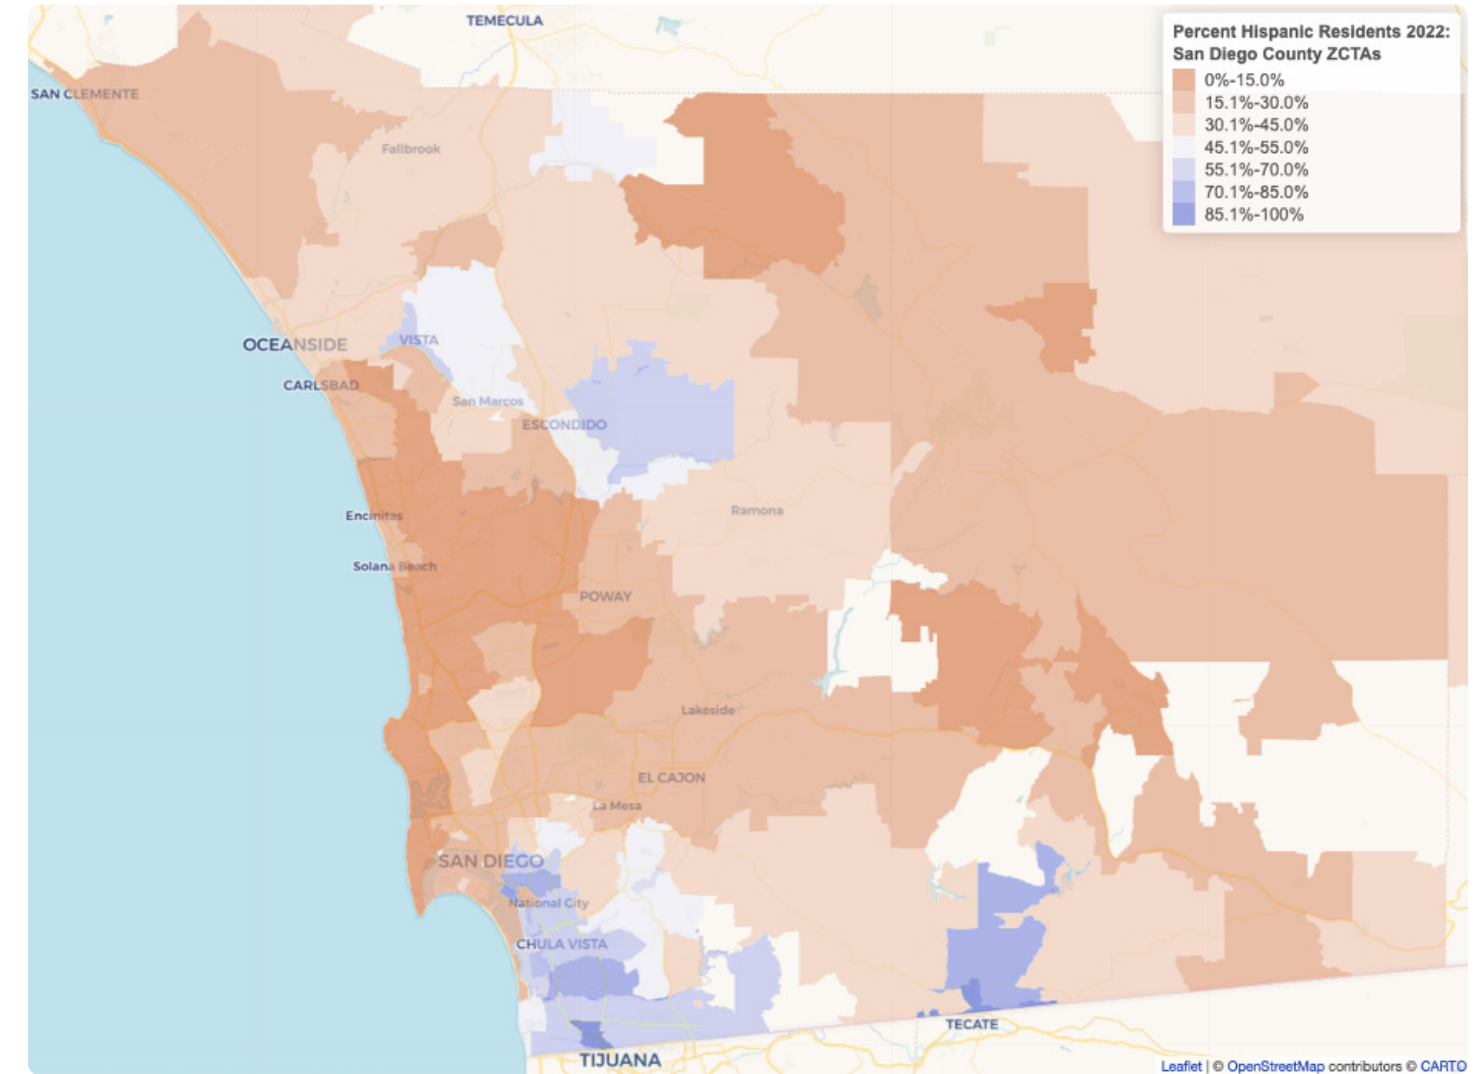 TEMECULA
Percent Hispanic Residents 2022:
San Diego County ZCTAs
0%-15.0%
15.1%-30.0%
30.1%-45.0%
45.1%-55.0%
55.1%-70.0%
70.1%-85.0%
85.1%-100%
SAN CLEMENTE
Fallbrook
OCEANSIDE
VISTA
CARLSBAD
San Marcos
ESCONDIDO
Encinitas
Ramona
Solana Beach
POWAY
Lakeside
EL CAJON
La Mesa
SAN DIEGO
National City
CHULA VISTA
TECATE
TIJUANA
Leaflet | © OpenStreetMap contributors © CARTO